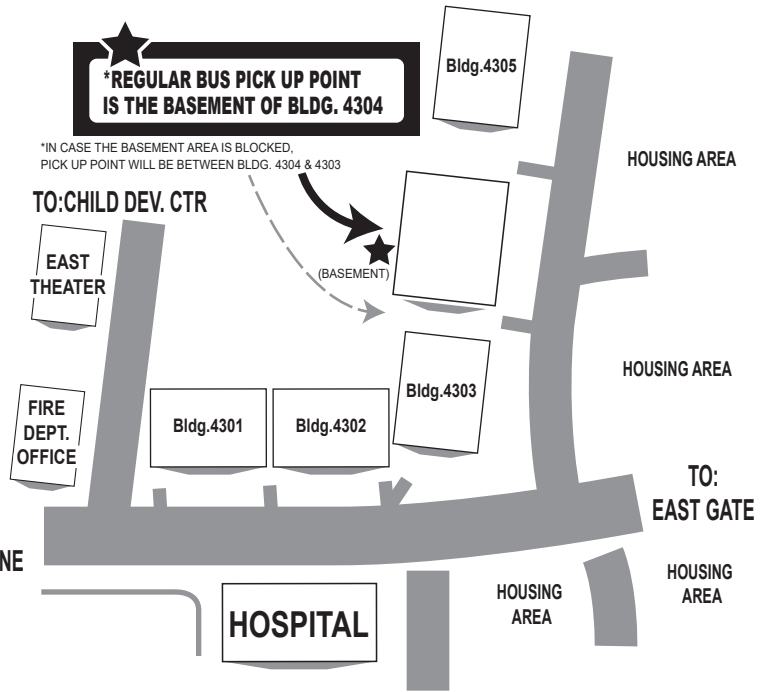 *REGULAR BUS PICK UP POINT
IS THE BASEMENT OF BLDG. 4304
*IN CASE THE BASEMENT AREA IS BLOCKED,
PICK UP POINT WILL BE BETWEEN BLDG. 4304 & 4303
Bldg.4305
HOUSING AREA
TO:CHILD DEV. CTR
EAST
THEATER
(BASEMENT)
HOUSING AREA
Bldg.4303
FIRE
DEPT.
OFFICE
Bldg.4301
Bldg.4302
TO:
EAST GATE
NE
HOSPITAL
HOUSING
AREA
HOUSING
AREA